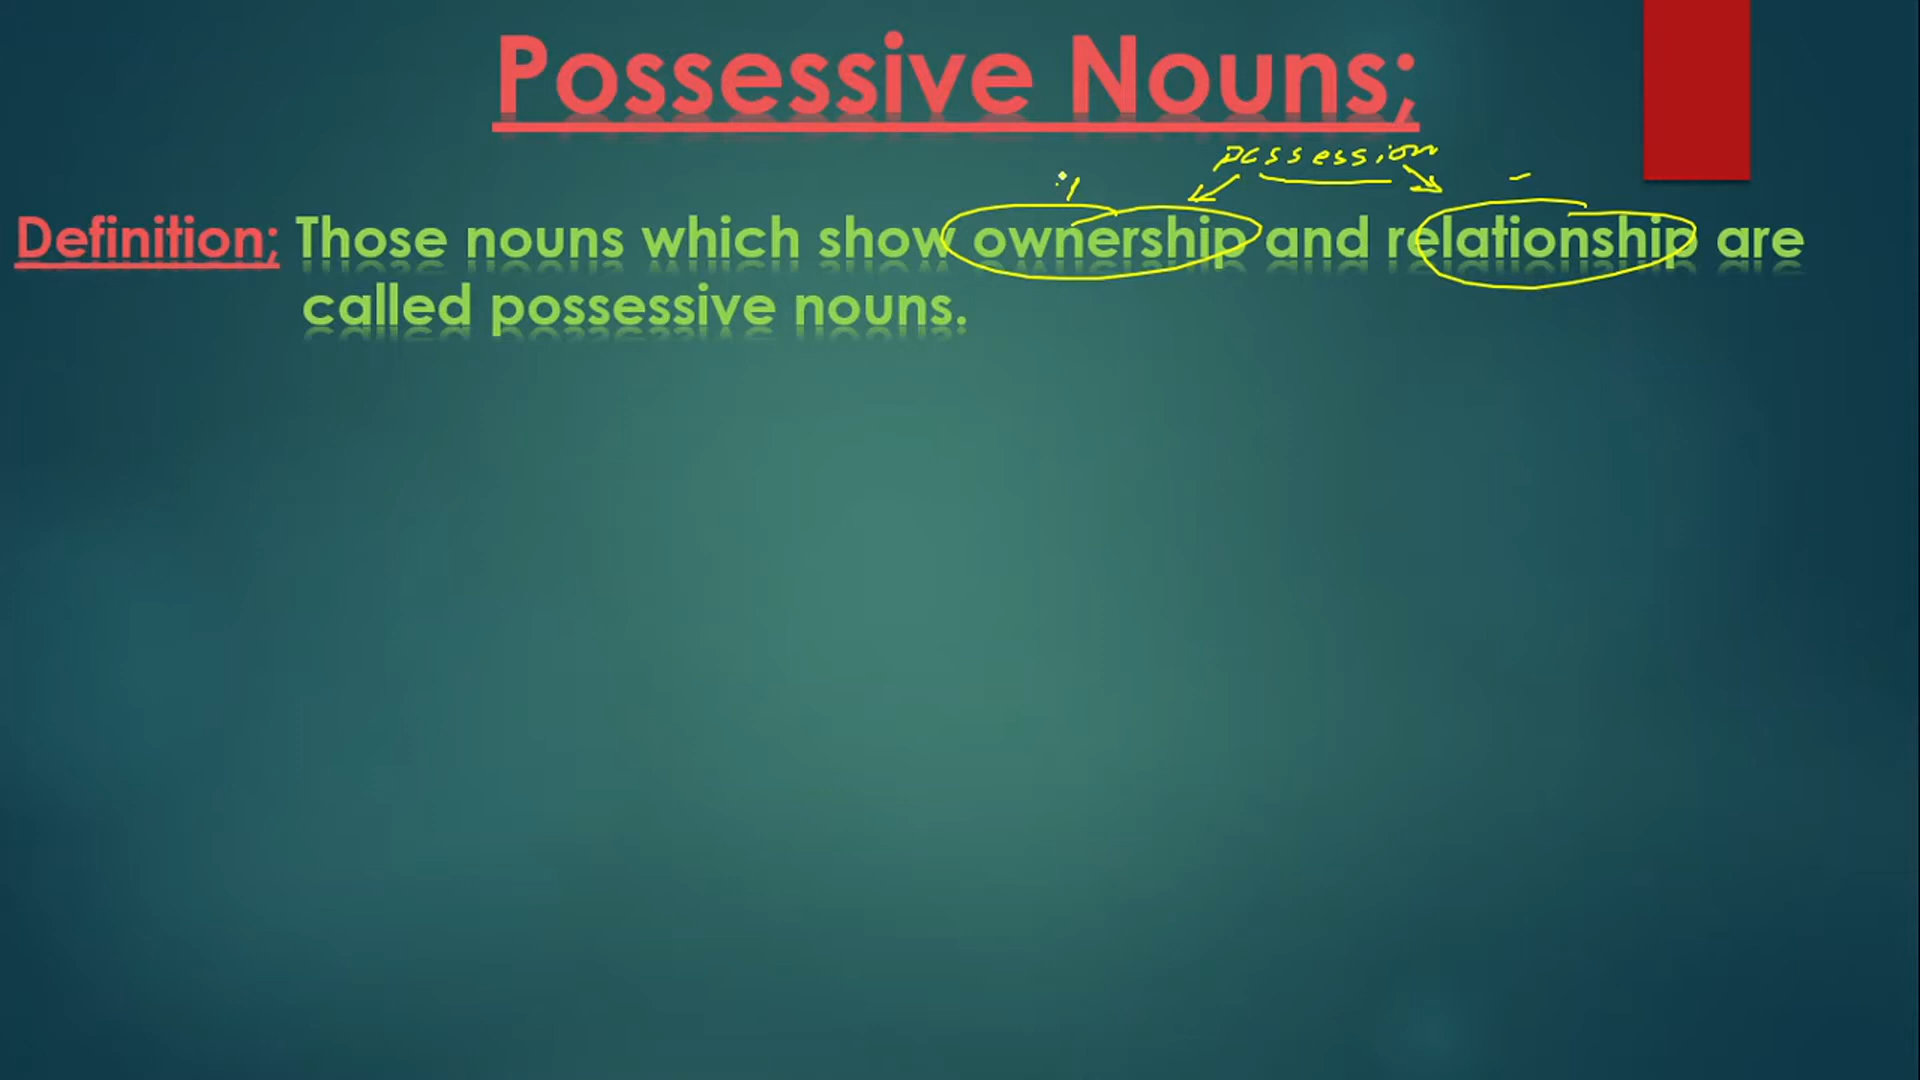 Possessive Nouns;
possession
Definition; Those nouns which show ownership and relationship are
called possessive nouns.